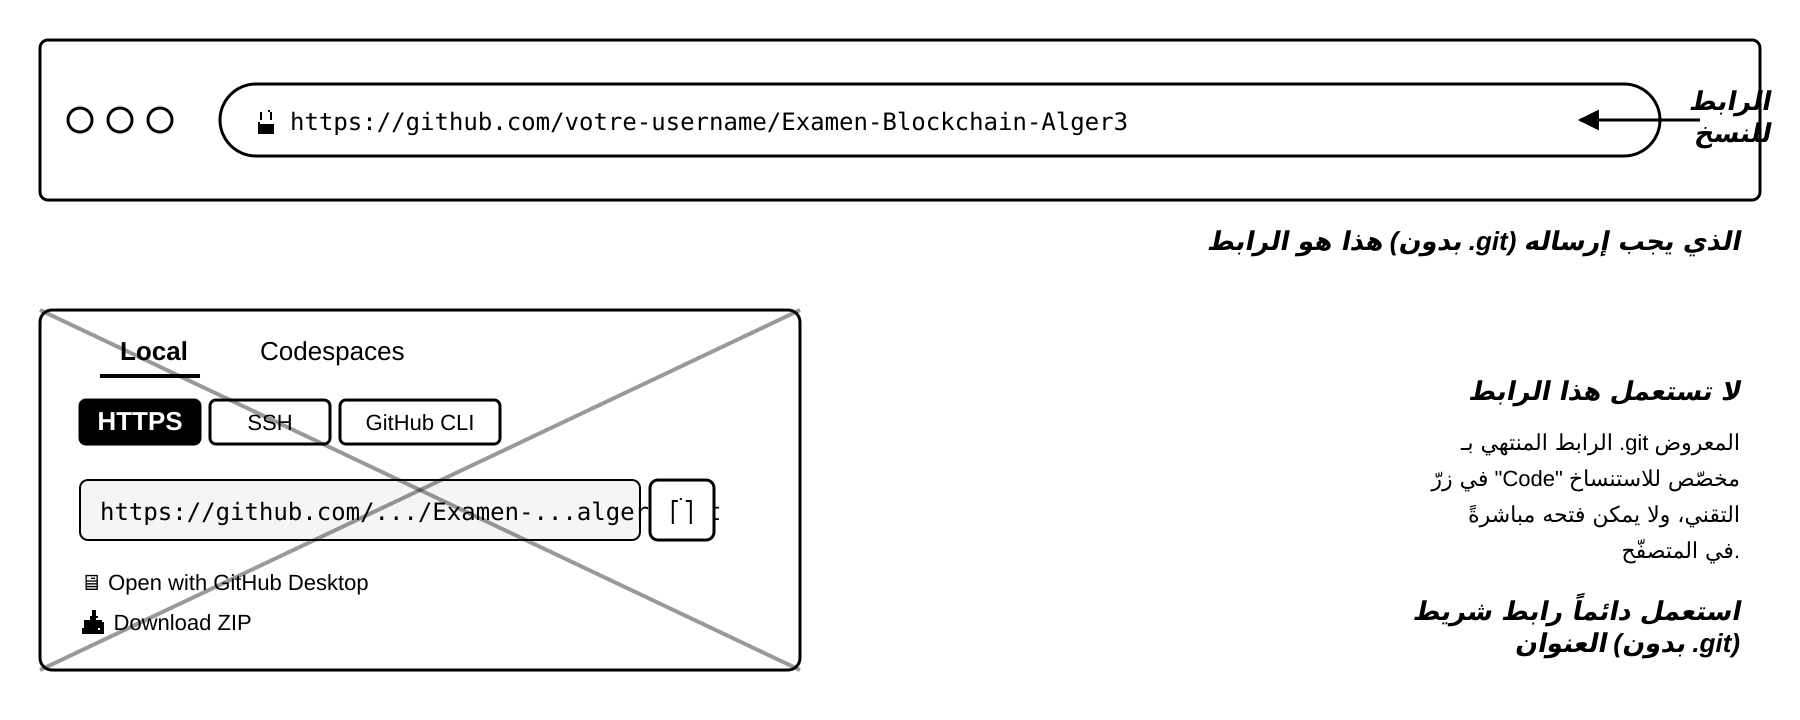 https://github.com/votre-username/Examen-Blockchain-Alger3
الرابط
للنسخ
هذا هو الرابط (بدون .git) الذي يجب إرساله
Local Codespaces
HTTPS SSH GitHub CLI
https://github.com/.../Examen-...alger
Open with GitHub Desktop
Download ZIP
لا تستعمل هذا الرابط
الرابط المنتهي بـ .git المعروض
في زرّ "Code" مخصّص للاستنساخ
التقني، ولا يمكن فتحه مباشرةً
في المتصفّح.
استعمل دائماً رابط شريط
العنوان (بدون .git)